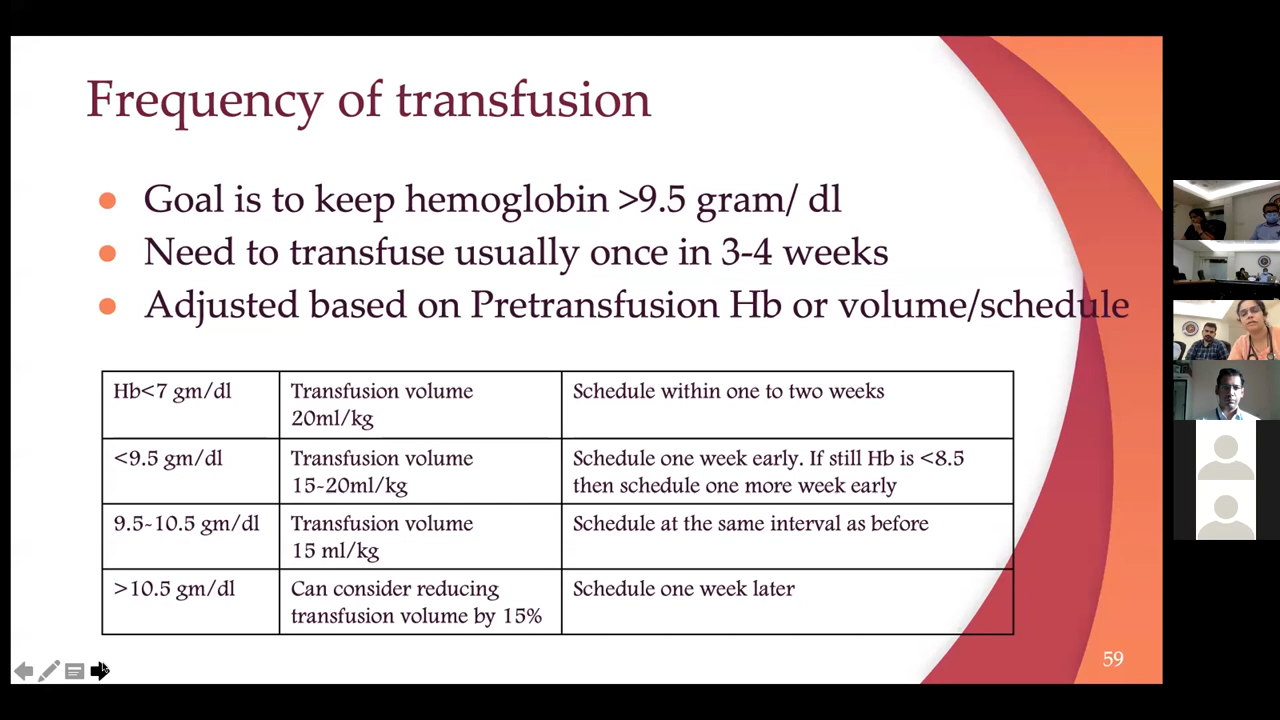 Frequency of transfusion
Goal is to keep hemoglobin >9.5 gram/ dl
Need to transfuse usually once in 3-4 weeks
Adjusted based on Pretransfusion Hb or volume/schedule
Hb<7 gm/dl
Transfusion volume
20ml/kg
Schedule within one to two weeks
<9.5 gm/dl
Transfusion volume
15-20ml/kg
Schedule one week early. If still Hb is <8.5
then schedule one more week early
9.5-10.5 gm/dl
Transfusion volume
15 ml/kg
Schedule at the same interval as before
>10.5 gm/dl
Can consider reducing
transfusion volume by 15%
Schedule one week later
59